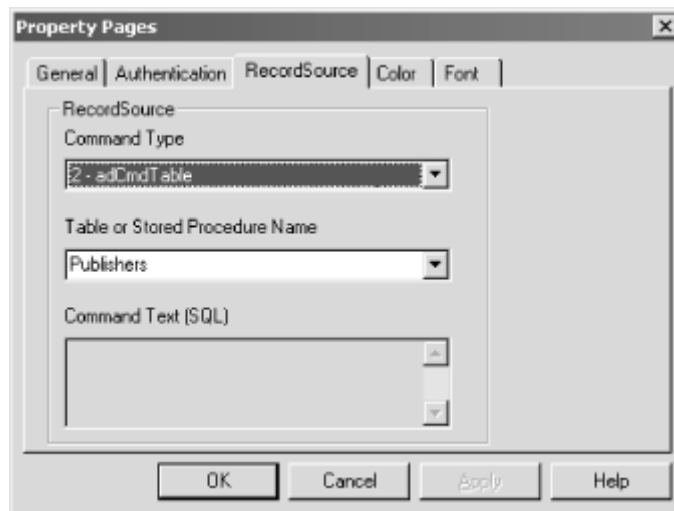 Property Pages
General Authentication RecordSource Color Font
RecordSource
Command Type
2 - adCmdTable
Table or Stored Procedure Name
Publishers
Command Text (SQL)
OK Cancel Apply Help